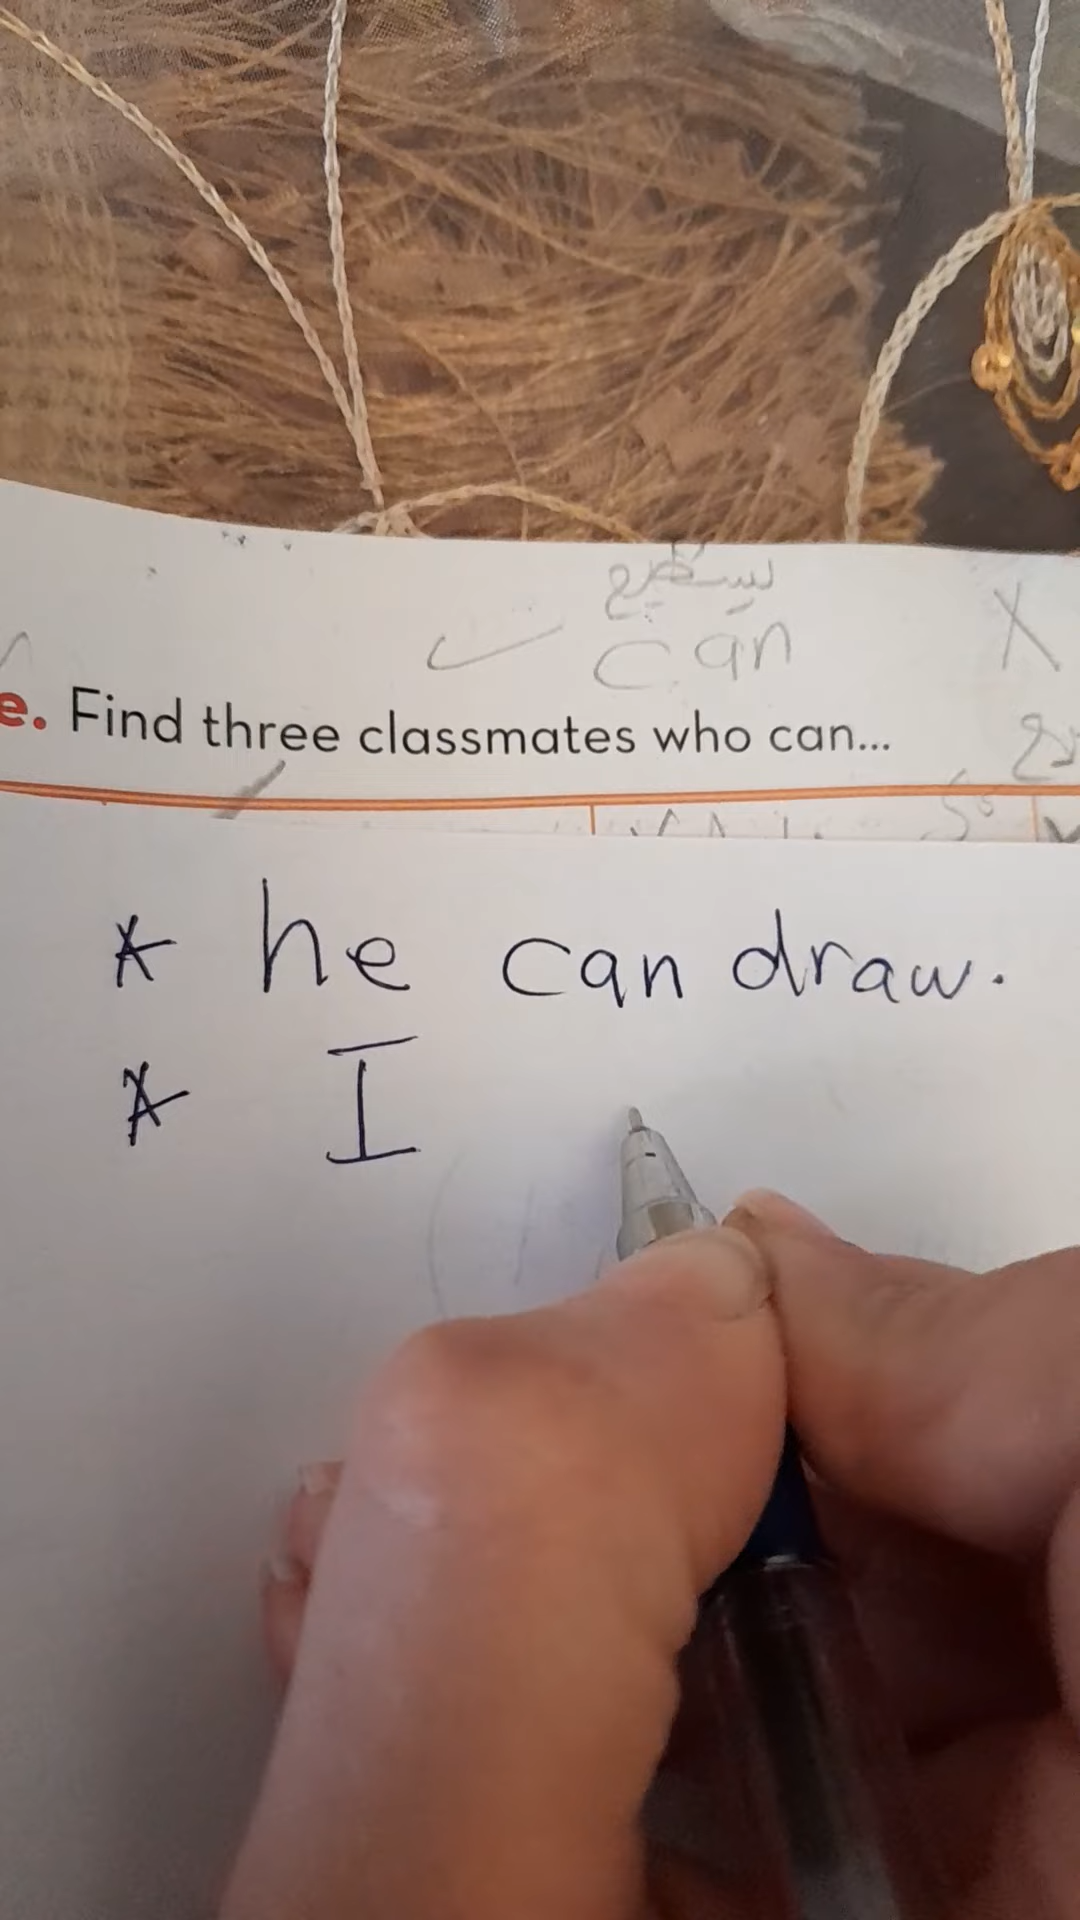 يستطيع
can
e. Find three classmates who can...
* he can draw.
* I